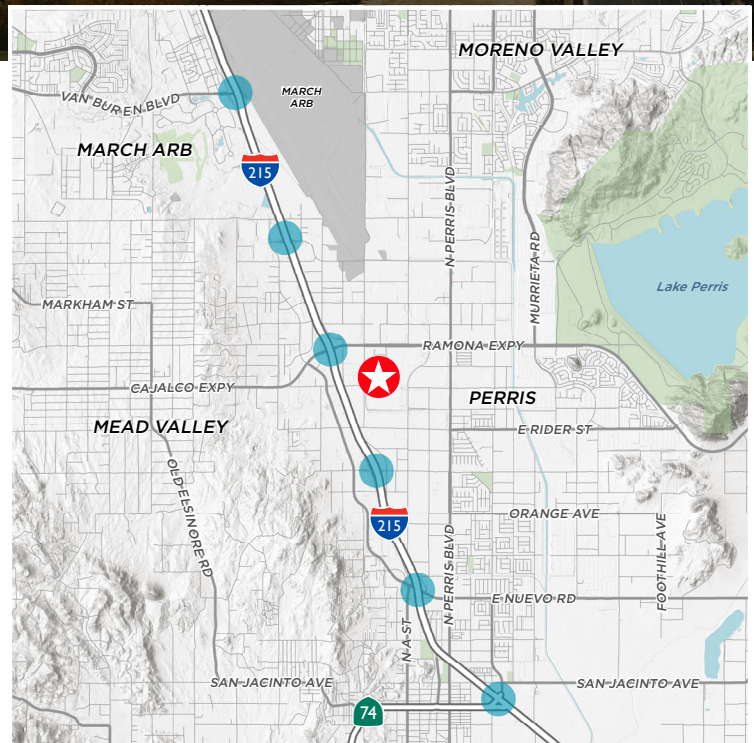 MORENO VALLEY
MARCH
ARB
VAN BUREN BLVD
MARCH ARB
215
N PERRIS BLVD
MURRIETA RD
Lake Perris
MARKHAM ST
RAMONA EXPY
CAJALCO EXPY
PERRIS
MEAD VALLEY
E RIDER ST
OLD ELSINORE RD
ORANGE AVE
215
FOOTHILL AVE
N PERRIS BLVD
E NUEVO RD
N A ST
SAN JACINTO AVE
SAN JACINTO AVE
74